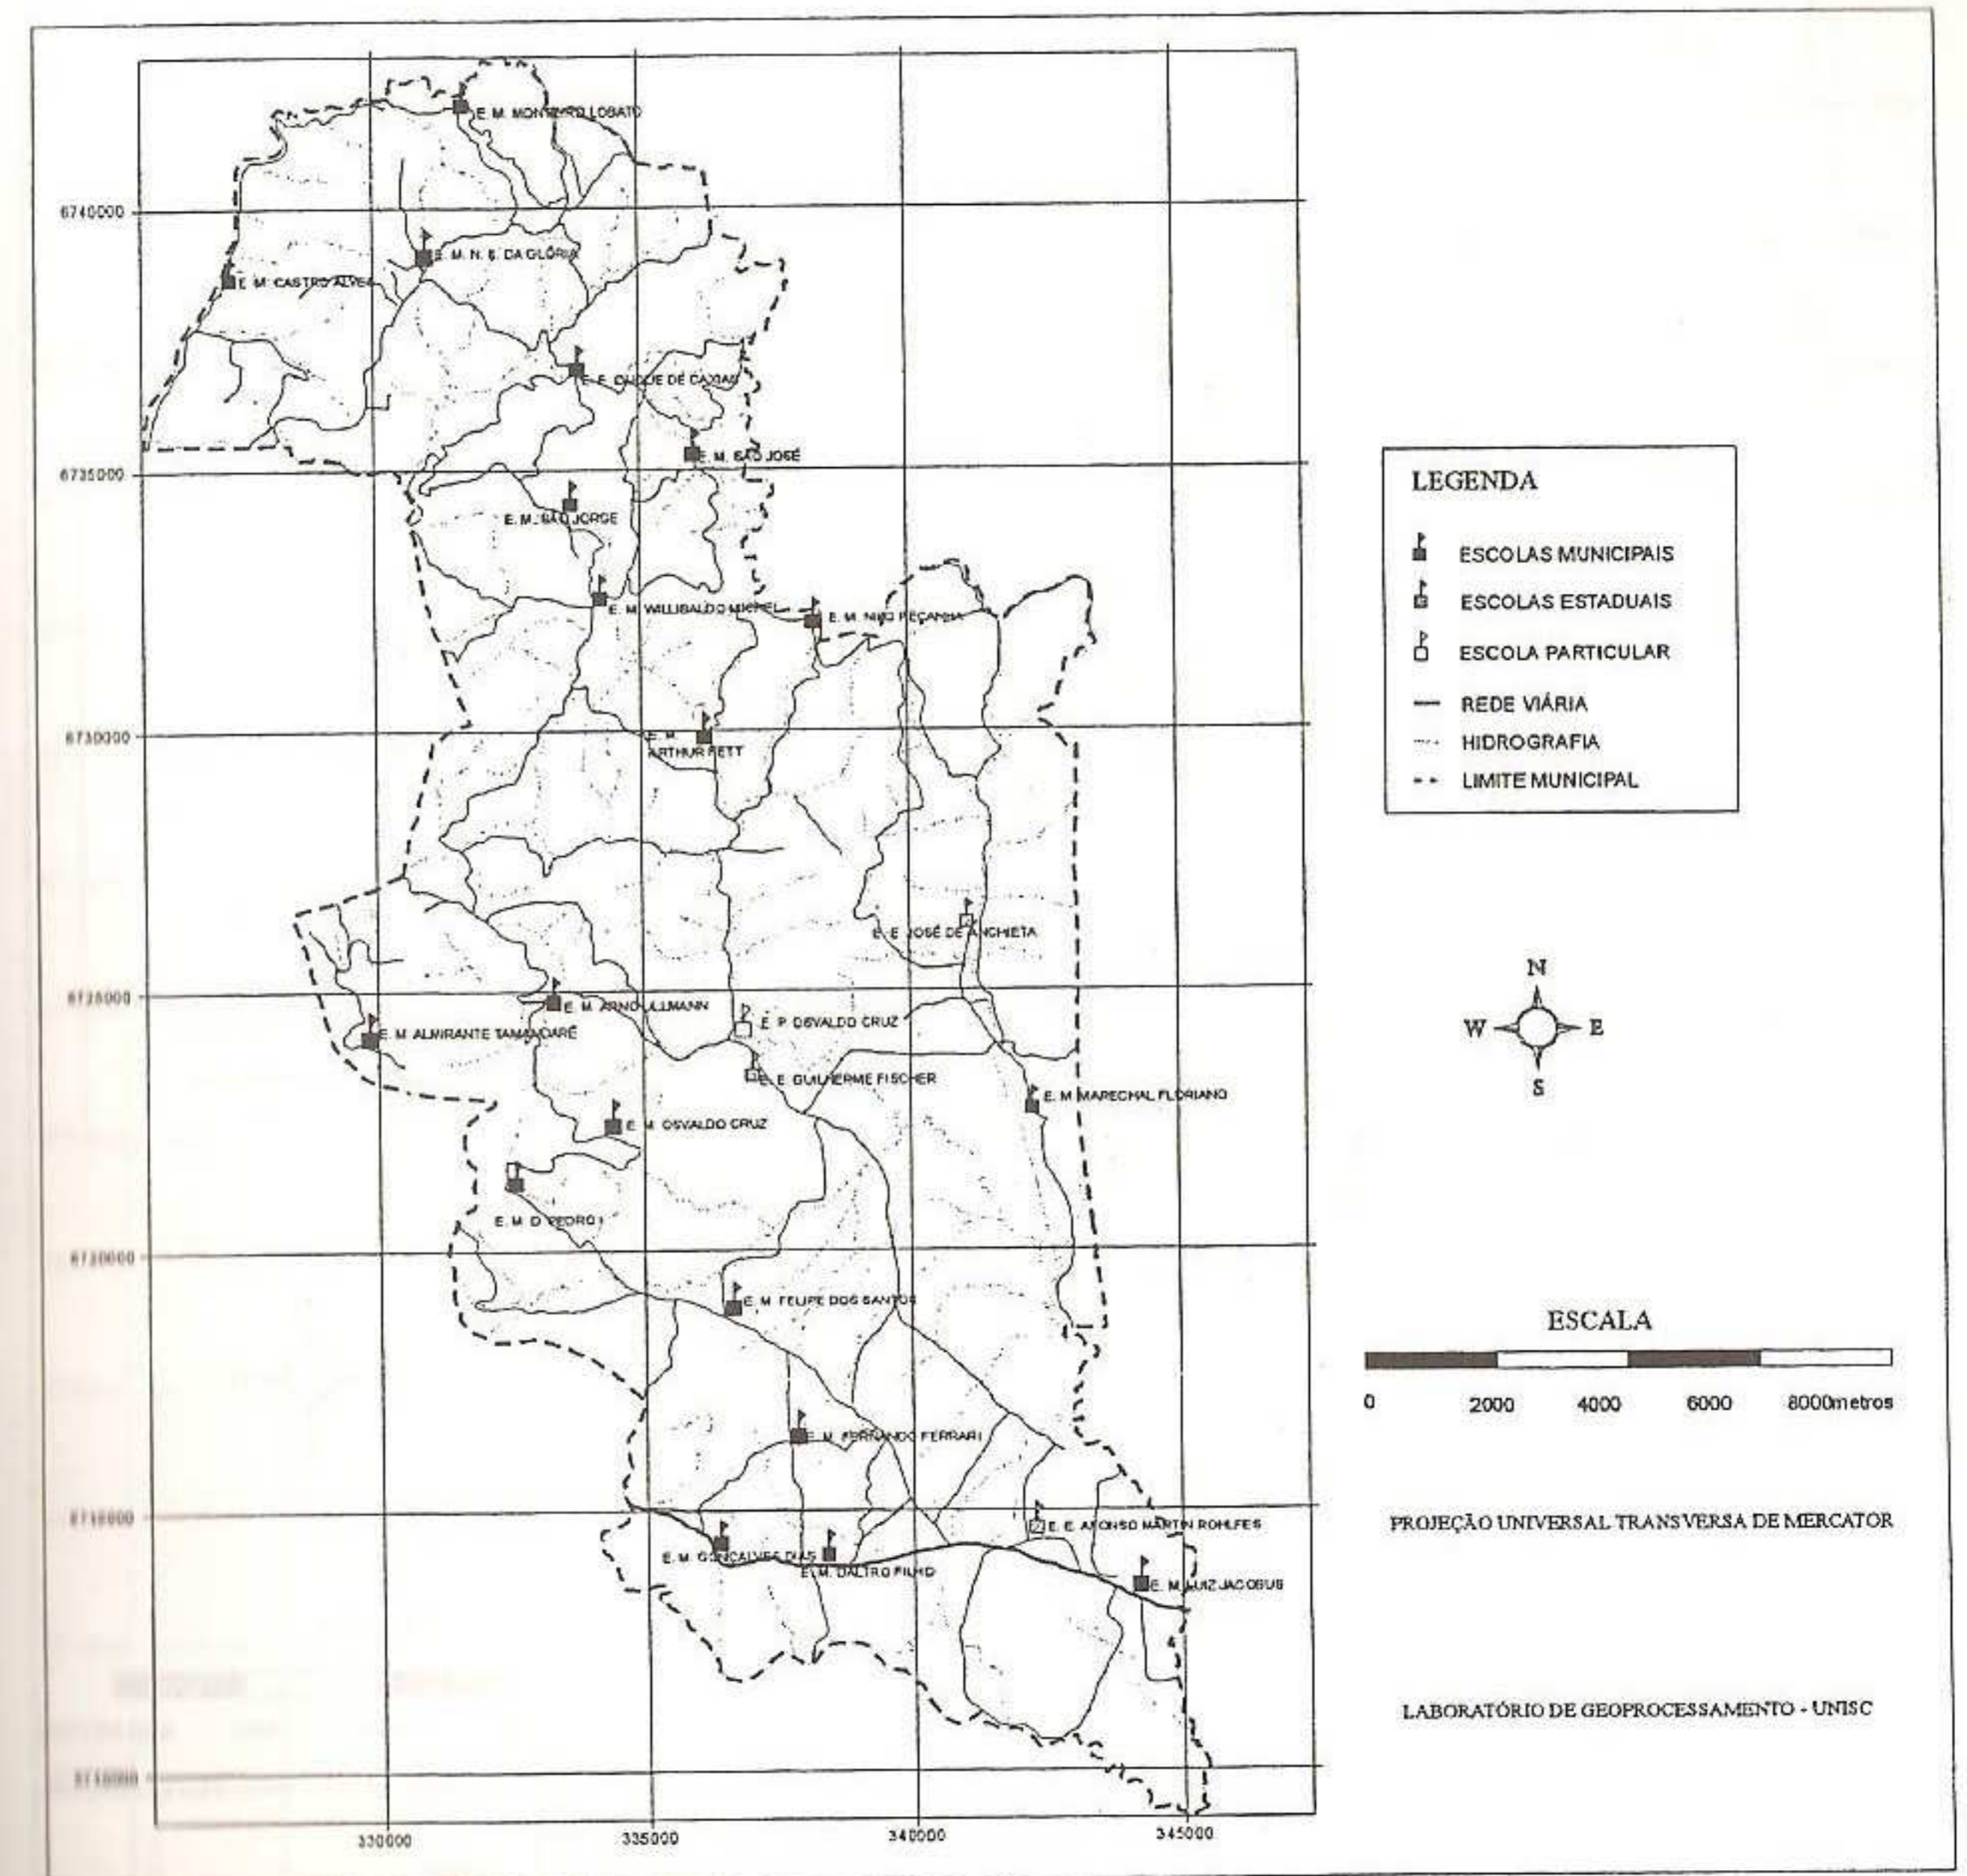 E. M. MONTEIRO LOBATO
6740000
E. M. N. S. DA GLÓRIA
E. M. CASTRO ALVES
E. E. DUQUE DE CAXIAS
E. M. SÃO JOSÉ
6735000
E. M. SÃO JORGE
E. M. WILLIBALDO MICHEL
E. M. NILO PEÇANHA
6730000
E. M.
ARTHUR FETT
E. E. JOSÉ DE ANCHIETA
6725000
E. M. ARNO ULLMANN
E. P. OSVALDO CRUZ
E. M. ALMIRANTE TAMANDARÉ
E. E. GUILHERME FISCHER
E. M. MARECHAL FLORIANO
E. M. OSVALDO CRUZ
E. M. D. PEDRO I
6720000
E. M. FELIPE DOS SANTOS
E. M. FERNANDO FERRARI
E. E. AFONSO MARTIN ROHLFES
E. M. GONÇALVES DIAS
E. M. DALTRO FILHO
E. M. LUIZ JACOBUS
330000
335000
340000
345000
LEGENDA
ESCOLAS MUNICIPAIS
ESCOLAS ESTADUAIS
ESCOLA PARTICULAR
REDE VIÁRIA
HIDROGRAFIA
LIMITE MUNICIPAL
N
W E
S
ESCALA
0 2000 4000 6000 8000metros
PROJEÇÃO UNIVERSAL TRANSVERSA DE MERCATOR
LABORATÓRIO DE GEOPROCESSAMENTO - UNISC